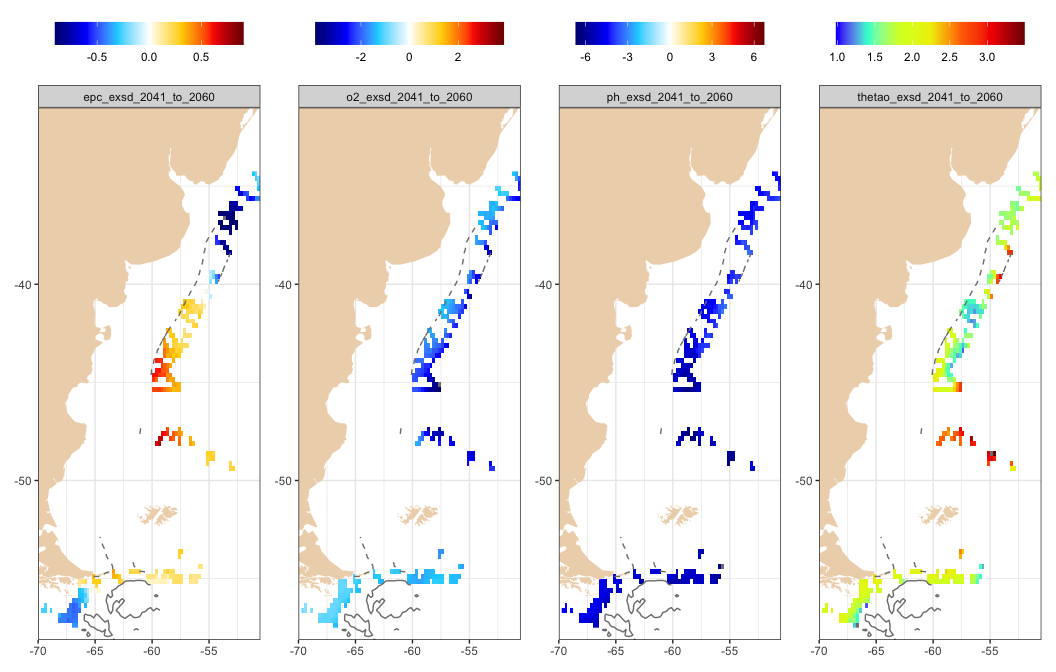 -0.5 0.0 0.5
-2 0 2
-6 -3 0 3 6
1.0 1.5 2.0 2.5 3.0
epc_exsd_2041_to_2060 o2_exsd_2041_to_2060 ph_exsd_2041_to_2060 thetao_exsd_2041_to_2060
-40 -40 -40 -40
-50 -50 -50 -50
-70 -65 -60 -55 -70 -65 -60 -55 -70 -65 -60 -55 -70 -65 -60 -55